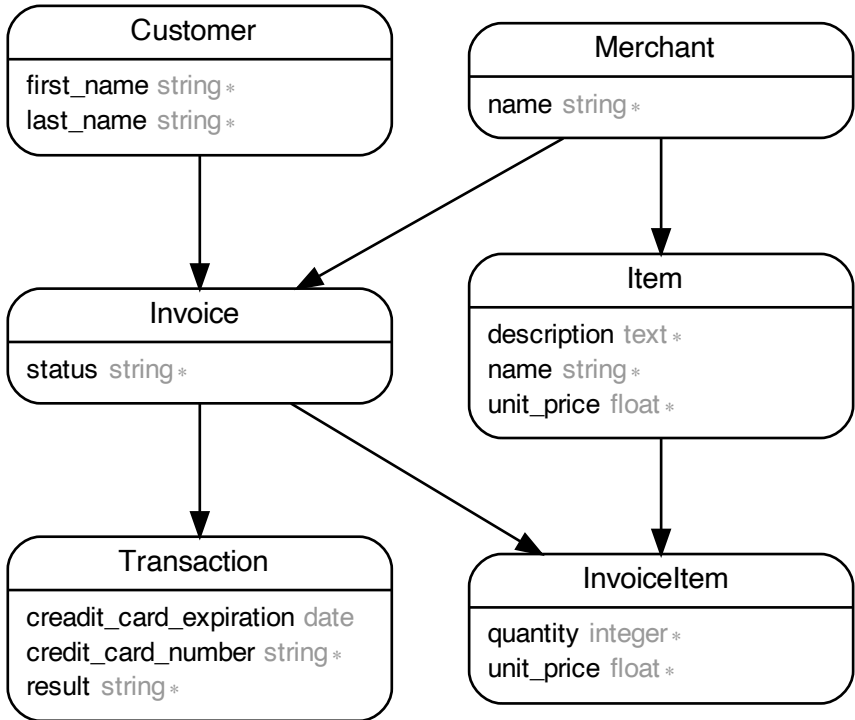 Customer
first_name string *
last_name string *
Merchant
name string *
Invoice
status string *
Item
description text *
name string *
unit_price float *
Transaction
creadit_card_expiration date
credit_card_number string *
result string *
InvoiceItem
quantity integer *
unit_price float *